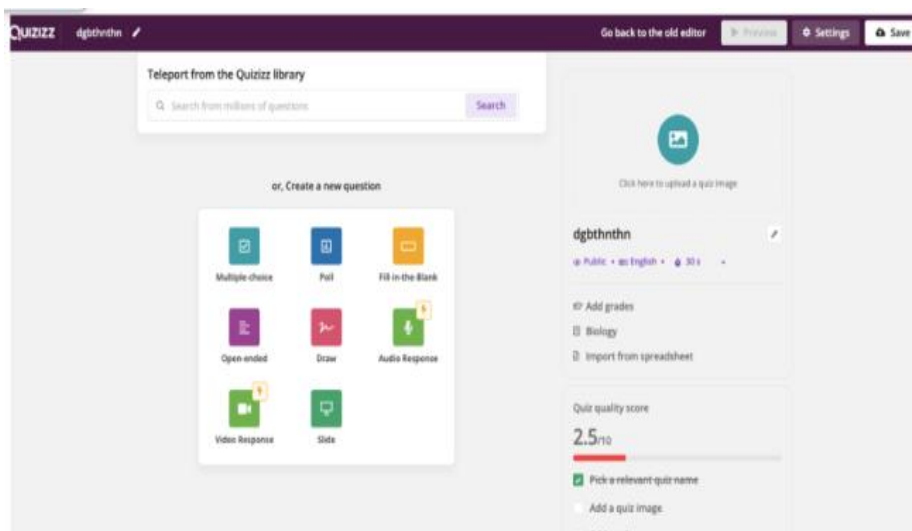 QUIZIZZ dgbthnthn Go back to the old editor Preview Settings Save
Teleport from the Quizizz library
Search from millions of questions Search
Click here to upload a quiz image
or, Create a new question
Multiple-choice Poll Fill-in-the-Blank
Open-ended Draw Audio Response
Video Response Slide
dgbthnthn
Public • English • 30 s
Add grades
Biology
Import from spreadsheet
Quiz quality score
2.5/10
Pick a relevant quiz name
Add a quiz image